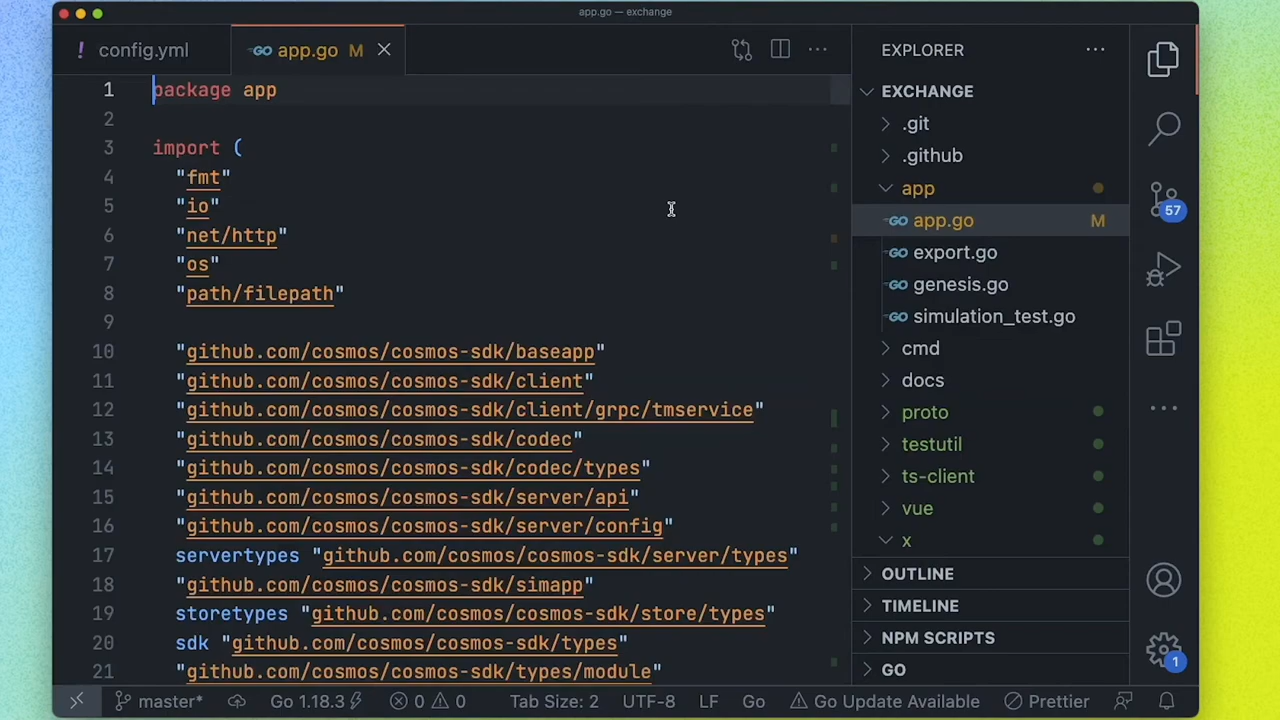 app.go — exchange
! config.yml
GO app.go M
1 package app
2
3 import (
4 "fmt"
5 "io"
6 "net/http"
7 "os"
8 "path/filepath"
9
10 "github.com/cosmos/cosmos-sdk/baseapp"
11 "github.com/cosmos/cosmos-sdk/client"
12 "github.com/cosmos/cosmos-sdk/client/grpc/tmservice"
13 "github.com/cosmos/cosmos-sdk/codec"
14 "github.com/cosmos/cosmos-sdk/codec/types"
15 "github.com/cosmos/cosmos-sdk/server/api"
16 "github.com/cosmos/cosmos-sdk/server/config"
17 servertypes "github.com/cosmos/cosmos-sdk/server/types"
18 "github.com/cosmos/cosmos-sdk/simapp"
19 storetypes "github.com/cosmos/cosmos-sdk/store/types"
20 sdk "github.com/cosmos/cosmos-sdk/types"
21 "github.com/cosmos/cosmos-sdk/types/module"
EXPLORER
EXCHANGE
.git
.github
app
GO app.go M
GO export.go
GO genesis.go
GO simulation_test.go
cmd
docs
proto
testutil
ts-client
vue
x
OUTLINE
TIMELINE
NPM SCRIPTS
GO
57
1
master* Go 1.18.3 0 0 Tab Size: 2 UTF-8 LF Go Go Update Available Prettier